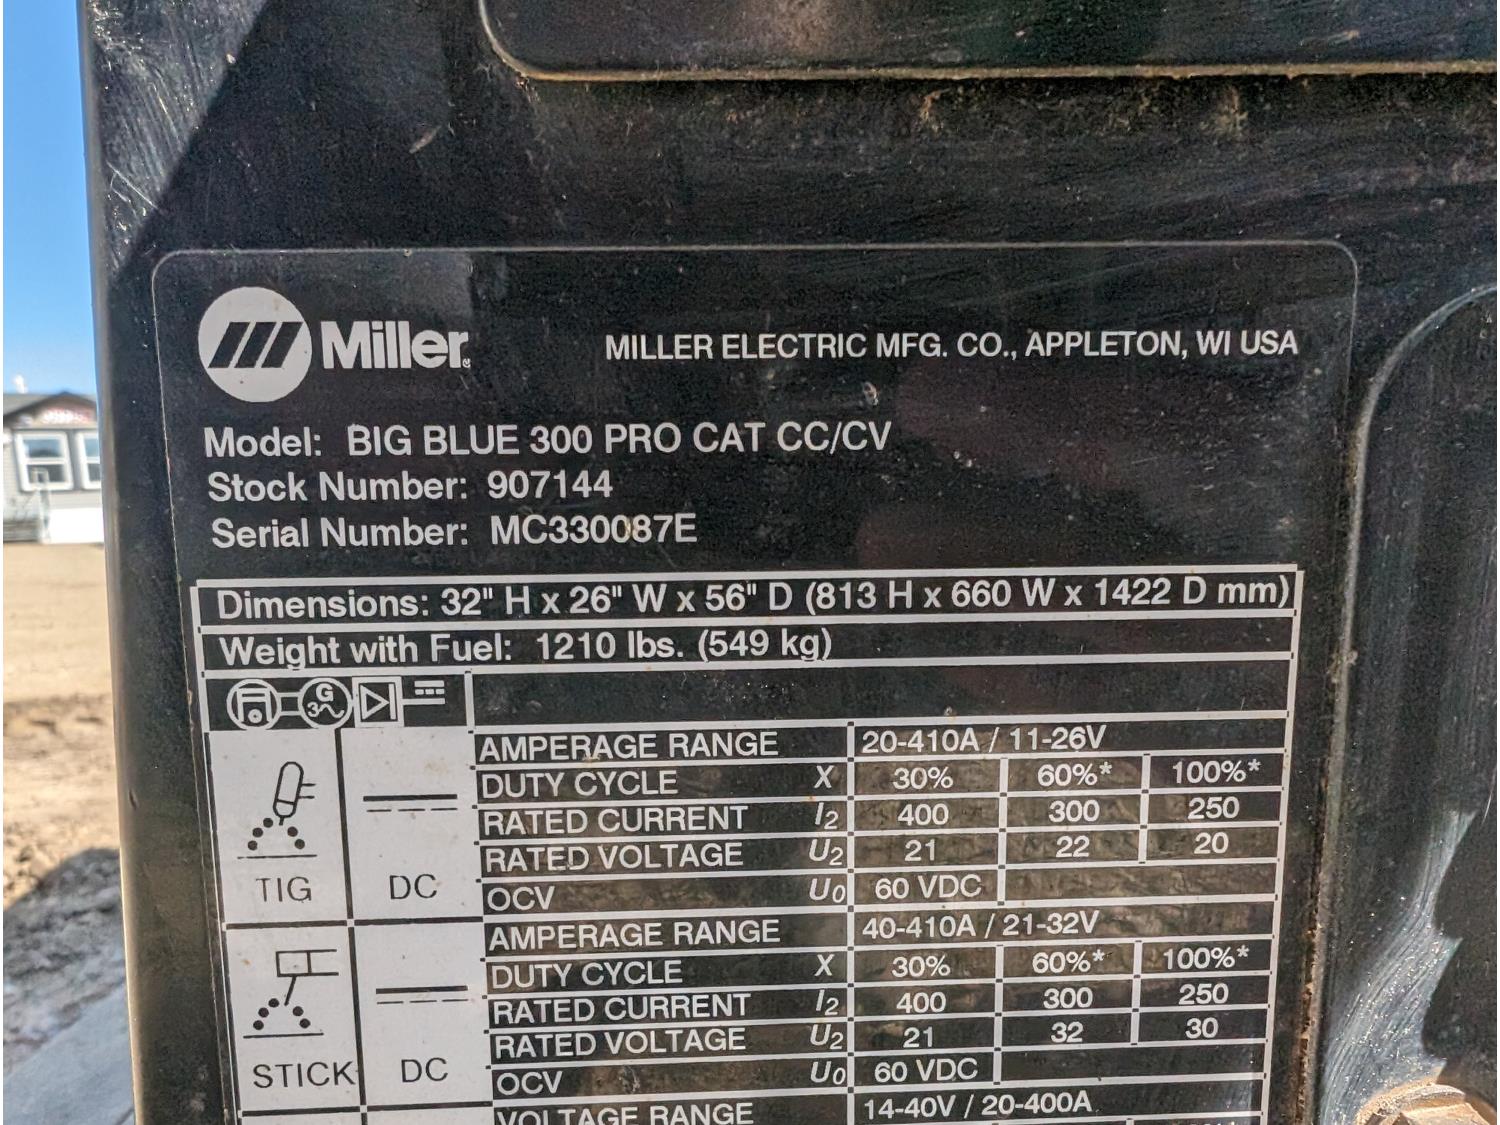 Miller®
MILLER ELECTRIC MFG. CO., APPLETON, WI USA
Model: BIG BLUE 300 PRO CAT CC/CV
Stock Number: 907144
Serial Number: MC330087E
Dimensions: 32" H x 26" W x 56" D (813 H x 660 W x 1422 D mm)
Weight with Fuel: 1210 lbs. (549 kg)
G
3~
TIG DC
AMPERAGE RANGE 20-410A / 11-26V
DUTY CYCLE X 30% 60%* 100%*
RATED CURRENT I2 400 300 250
RATED VOLTAGE U2 21 22 20
OCV U0 60 VDC
STICK DC
AMPERAGE RANGE 40-410A / 21-32V
DUTY CYCLE X 30% 60%* 100%*
RATED CURRENT I2 400 300 250
RATED VOLTAGE U2 21 32 30
OCV U0 60 VDC
VOLTAGE RANGE 14-40V / 20-400A